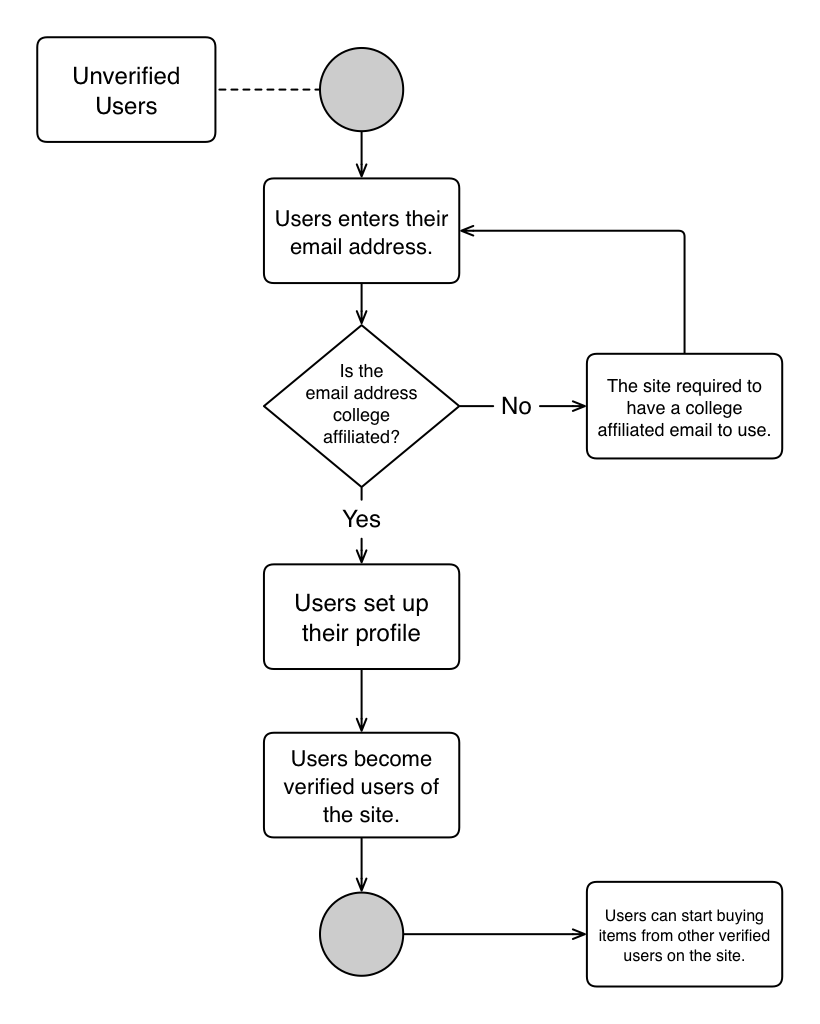 Unverified
Users
Users enters their
email address.
Is the
email address
college
affiliated?
No
The site required to
have a college
affiliated email to use.
Yes
Users set up
their profile
Users become
verified users of
the site.
Users can start buying
items from other verified
users on the site.